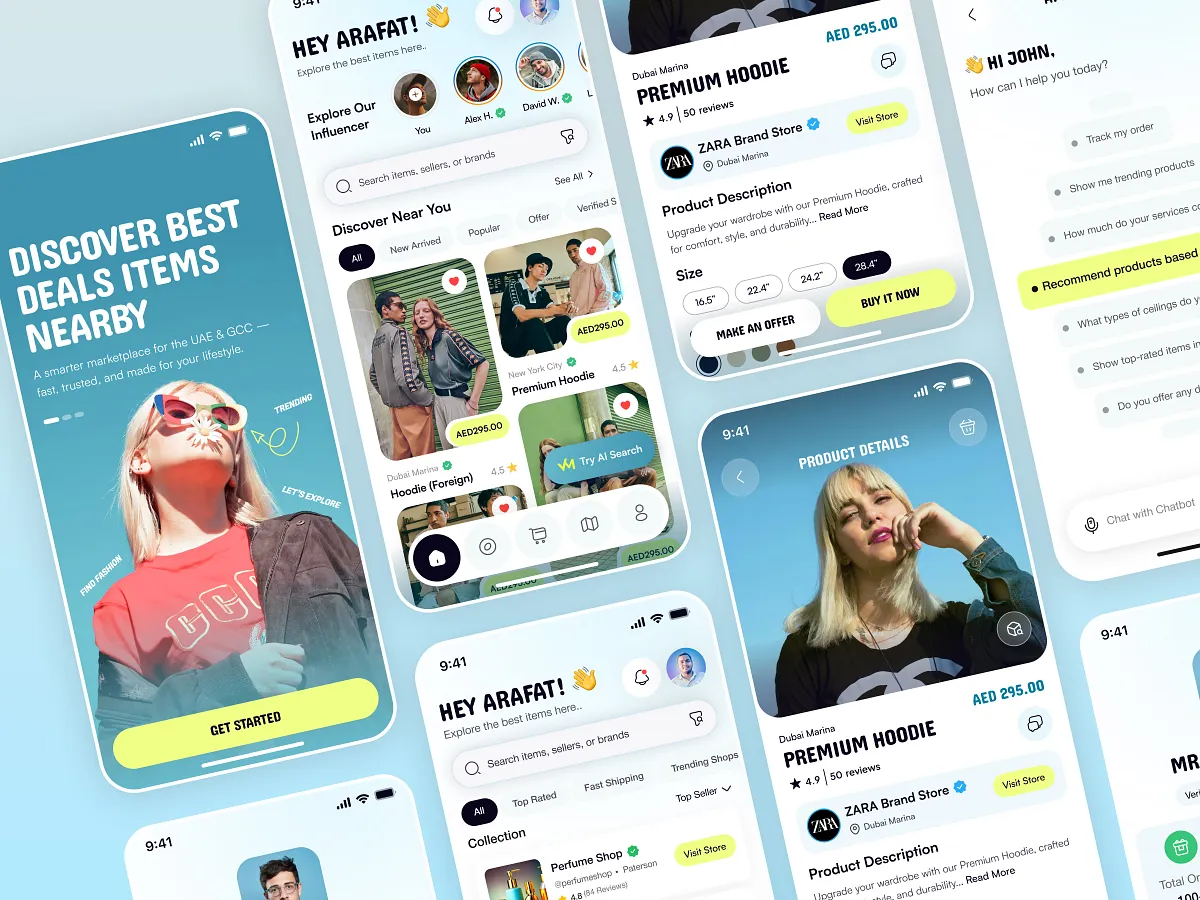 DISCOVER BEST
DEALS ITEMS
NEARBY
A smarter marketplace for the UAE & GCC —
fast, trusted, and made for your lifestyle.
TRENDING
LET'S EXPLORE
FIND FASHION
GET STARTED
9:41
9:41
HEY ARAFAT! 👋
Explore the best items here..
Explore Our
Influencer
You
Alex H.
David W.
L
Search items, sellers, or brands
See All
Discover Near You
All
New Arrived
Popular
Offer
Verified S
AED295.00
AED295.00
New York City
Premium Hoodie
4.5
Dubai Marina
4.5
Hoodie (Foreign)
Try AI Search
AED295.00
AED295.00
9:41
HEY ARAFAT! 👋
Explore the best items here..
Search items, sellers, or brands
All
Top Rated
Fast Shipping
Trending Shops
Collection
Top Seller
Perfume Shop
@perfumeshop • Paterson
4.8 (84 Reviews)
Visit Store
AED 295.00
Dubai Marina
PREMIUM HOODIE
4.9
50 reviews
ZARA
ZARA Brand Store
Dubai Marina
Visit Store
Product Description
Upgrade your wardrobe with our Premium Hoodie, crafted
for comfort, style, and durability... Read More
Size
16.5"
22.4"
24.2"
28.4"
MAKE AN OFFER
BUY IT NOW
9:41
PRODUCT DETAILS
AED 295.00
Dubai Marina
PREMIUM HOODIE
4.9
50 reviews
ZARA
ZARA Brand Store
Dubai Marina
Visit Store
Product Description
Upgrade your wardrobe with our Premium Hoodie, crafted
style, and durability... Read More
👋 HI JOHN,
How can I help you today?
Track my order
Show me trending products
How much do your services co
Recommend products based
What types of ceilings do y
Show top-rated items in
Do you offer any d
Chat with Chatbot
9:41
MR
Veri
Total Or
100